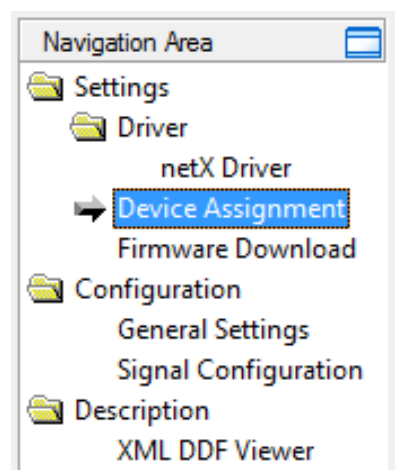 Navigation Area
Settings
Driver
netX Driver
Device Assignment
Firmware Download
Configuration
General Settings
Signal Configuration
Description
XML DDF Viewer